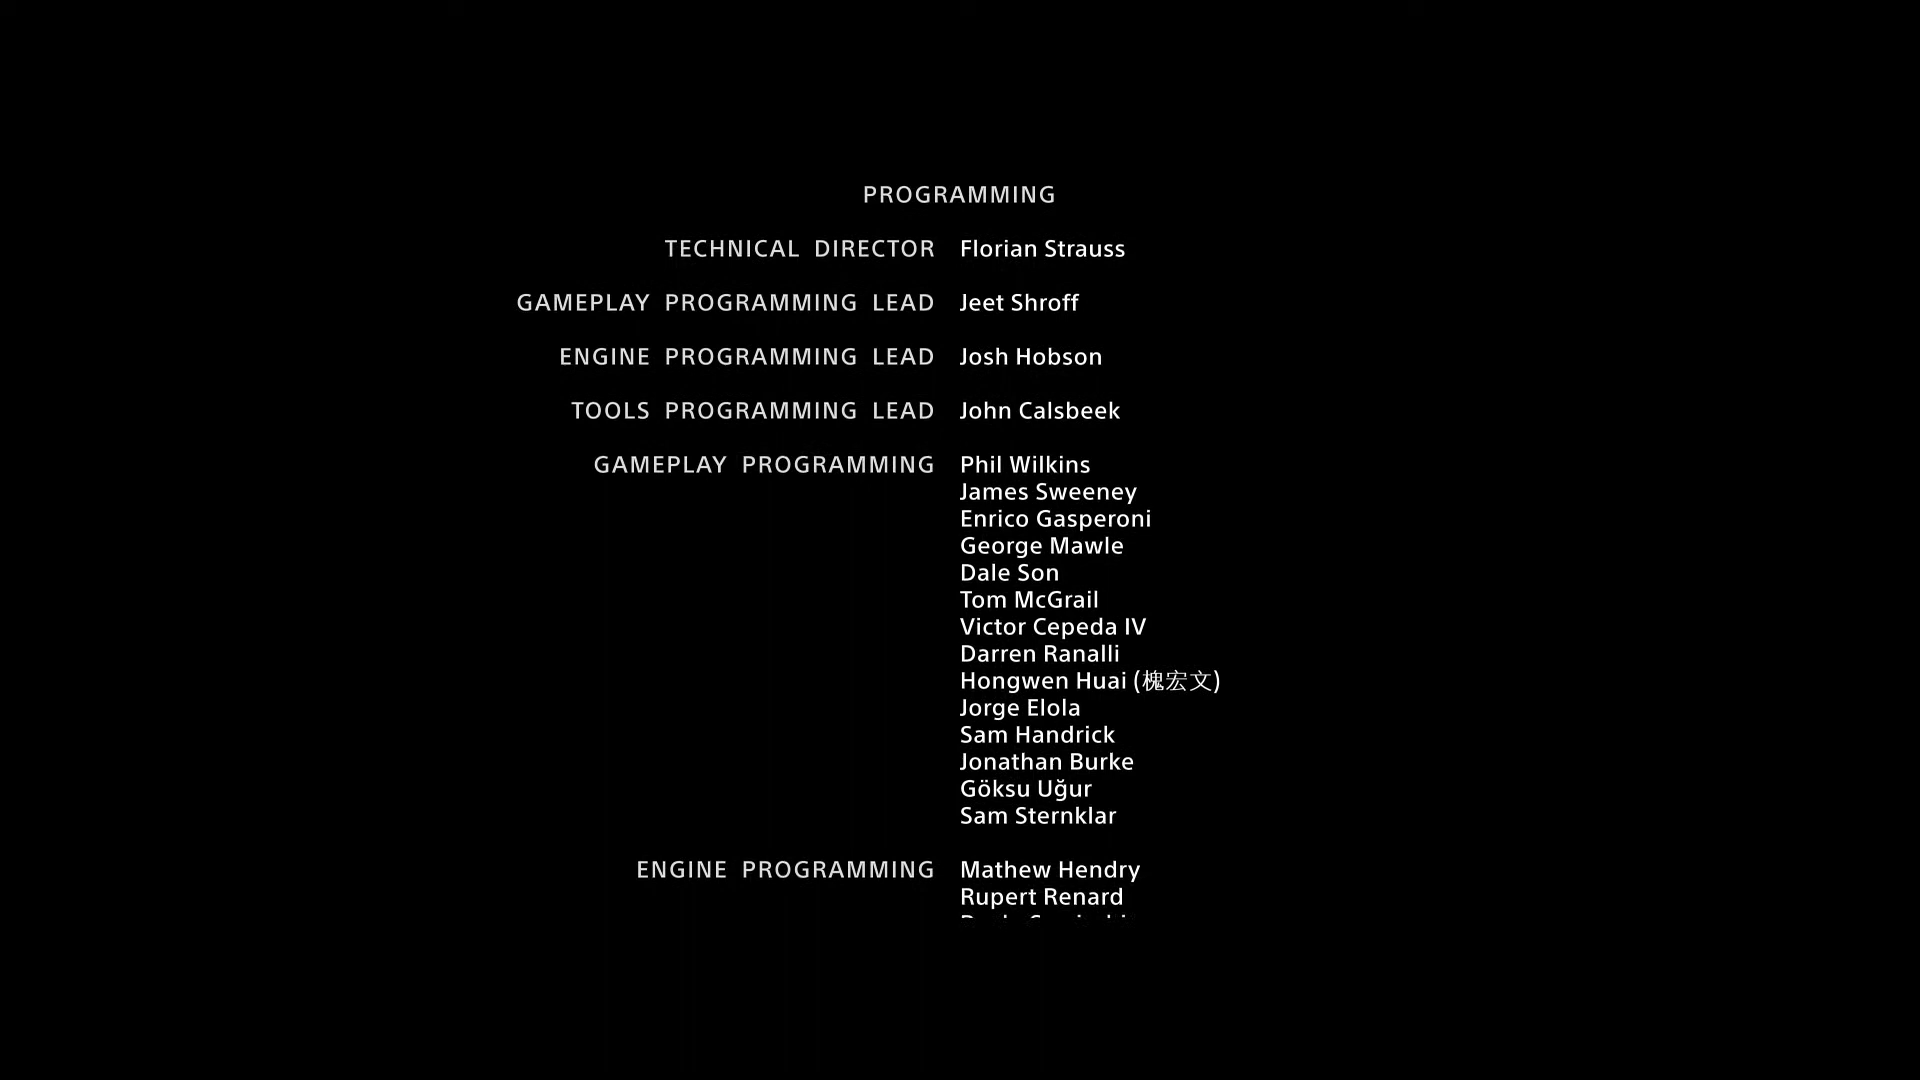 PROGRAMMING
TECHNICAL DIRECTOR Florian Strauss
GAMEPLAY PROGRAMMING LEAD Jeet Shroff
ENGINE PROGRAMMING LEAD Josh Hobson
TOOLS PROGRAMMING LEAD John Calsbeek
GAMEPLAY PROGRAMMING Phil Wilkins
James Sweeney
Enrico Gasperoni
George Mawle
Dale Son
Tom McGrail
Victor Cepeda IV
Darren Ranalli
Hongwen Huai (槐宏文)
Jorge Elola
Sam Handrick
Jonathan Burke
Göksu Uğur
Sam Sternklar
ENGINE PROGRAMMING Mathew Hendry
Rupert Renard